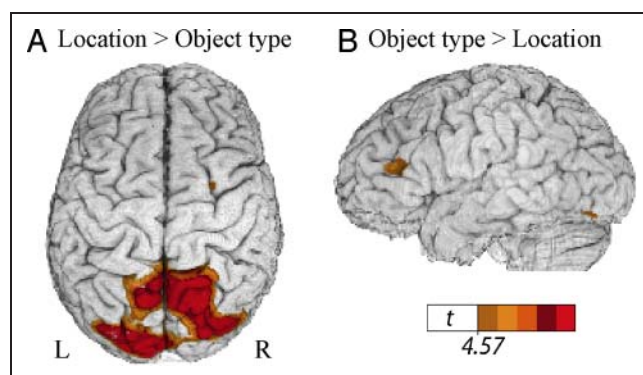 A Location > Object type
B Object type > Location
L
R
t
4.57